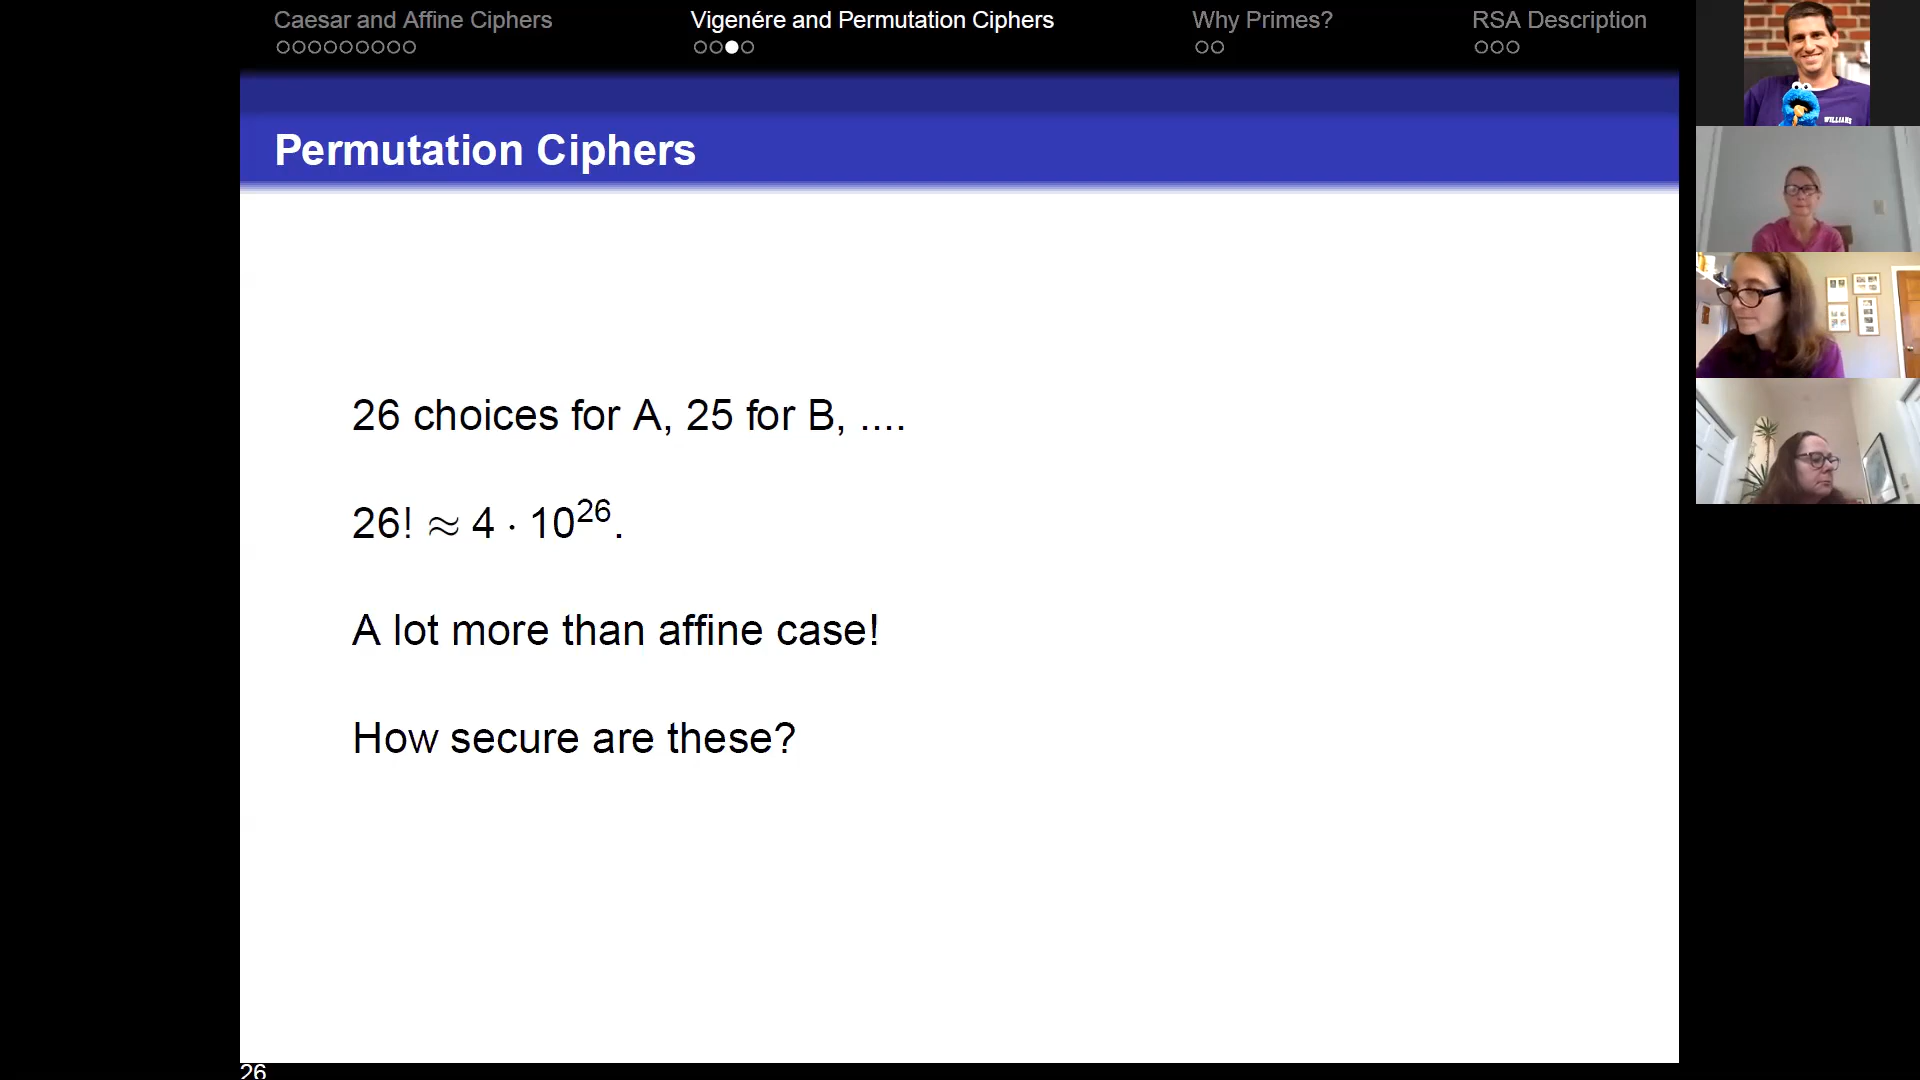 Caesar and Affine Ciphers
Vigenére and Permutation Ciphers
Why Primes?
RSA Description
Permutation Ciphers
26 choices for A, 25 for B, ....
26! ≈ 4 · 10²⁶.
A lot more than affine case!
How secure are these?
26
WILLIAMS